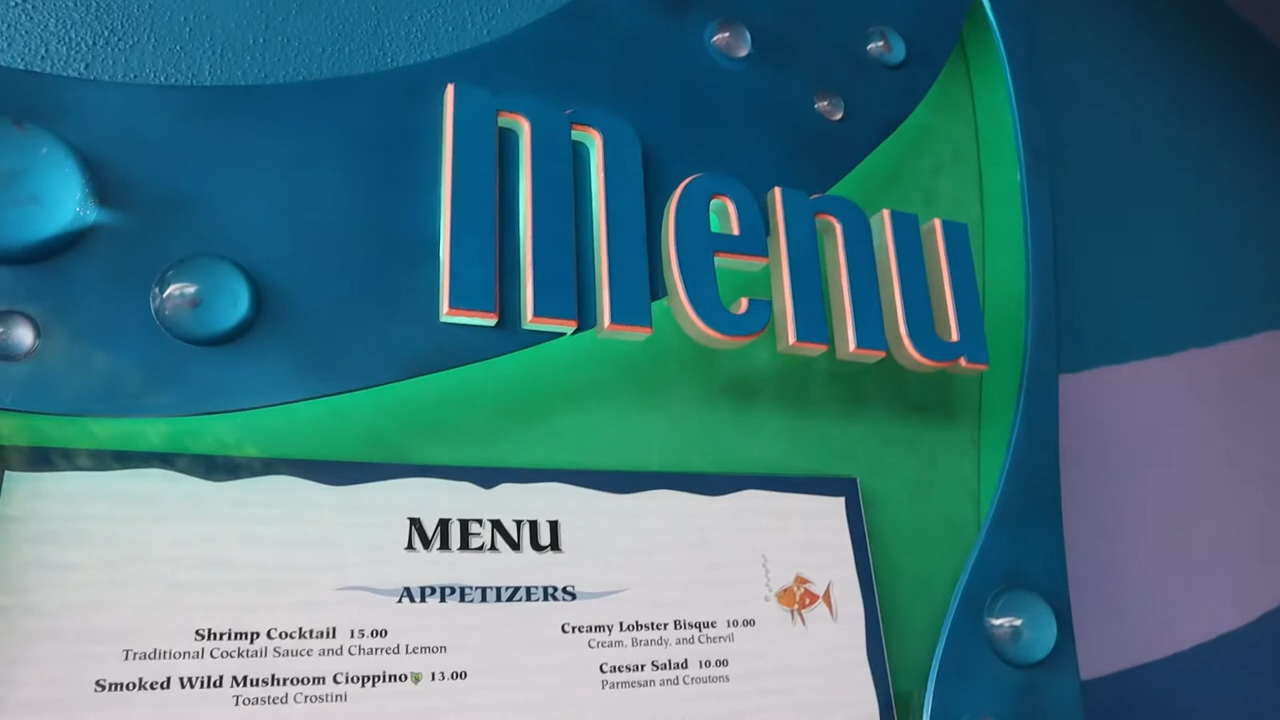 Menu
MENU
APPETIZERS
Shrimp Cocktail 15.00
Traditional Cocktail Sauce and Charred Lemon
Smoked Wild Mushroom Cioppino 13.00
Toasted Crostini
Creamy Lobster Bisque 10.00
Cream, Brandy, and Chervil
Caesar Salad 10.00
Parmesan and Croutons